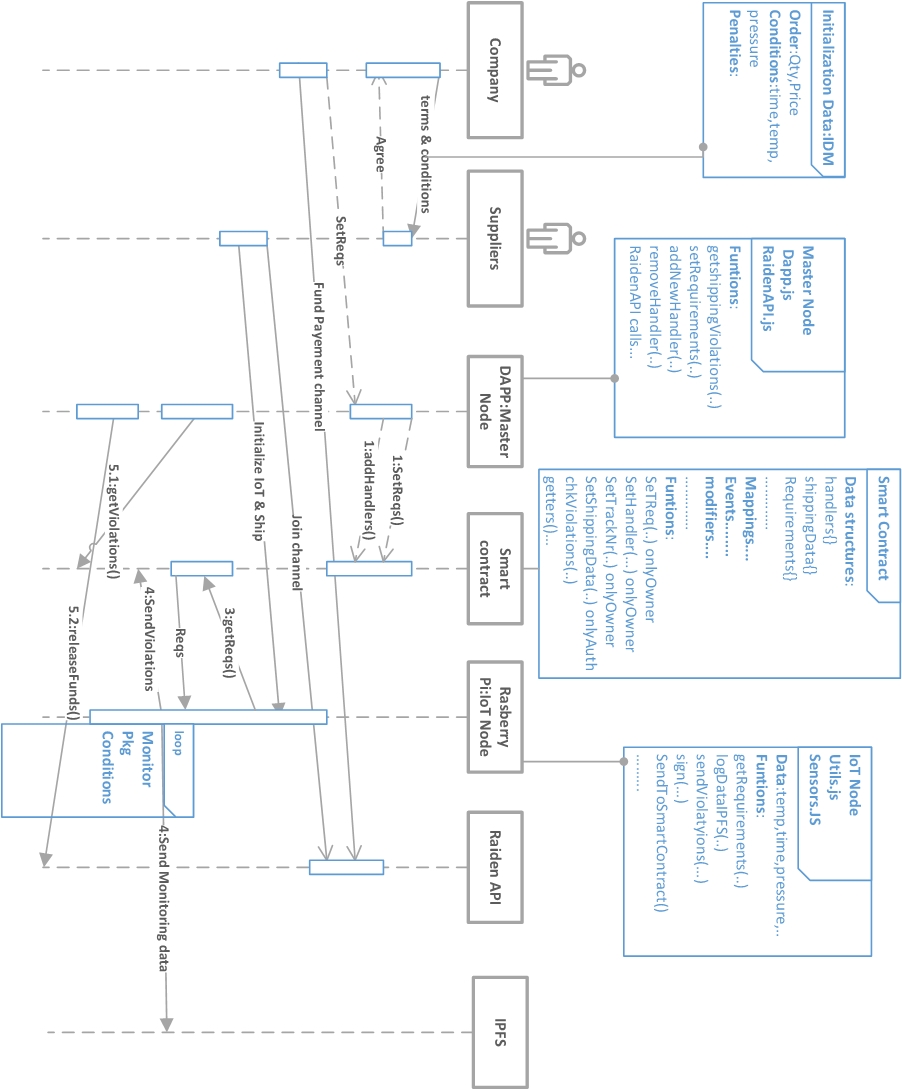 Initialization Data:IDM
Order:Qty,Price
Conditions:time,temp,
pressure
Penalties:
Master Node
Dapp.js
RaidenAPI.js
Funtions:
getshippingViolations(..)
setRequirements(..)
addNewHandler(..)
removeHandler(..)
RaidenAPI calls...
Smart Contract
Data structures:
handlers{}
shippingData{}
Requirements{}
..........
Mappings....
Events........
modifiers....
..........
Funtions:
SeTReq(..) onlyOwner
SetHandler(...) onlyOwner
SetTrackNr(..) onlyOwner
SetShippingData(..) onlyAuth
chkViolations(..)
getters()...
IoT Node
Utils.js
Sensors.JS
Data:temp,time,pressure,..
Funtions:
getRequirements(..)
logDataIPFS(..)
sendViolatyions(...)
sign(...)
SendToSmartContract()
.........
Company
Suppliers
DAPP:Master
Node
Smart
contract
Rasberry
Pi:IoT Node
Raiden API
IPFS
terms & conditions
Agree
SetReqs
1:SetReqs()
1:addHandlers()
Fund Payement channel
Join channel
Initialize IoT & Ship
3:getReqs()
Reqs
4:SendViolations
loop
Monitor
Pkg
Conditions
4:Send Monitoring data
5.1:getViolations()
5.2:releaseFunds()